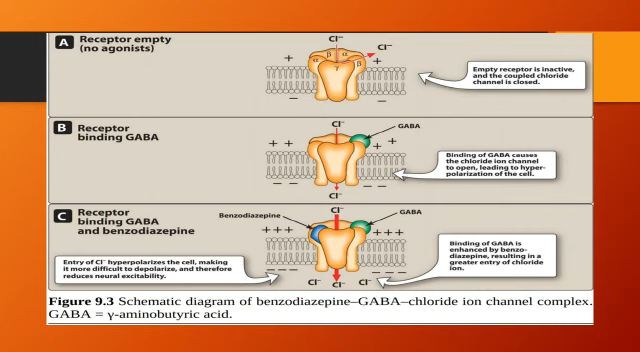 A Receptor empty
(no agonists)
Cl⁻
Cl⁻
β α
α β
γ
+ +
−
−
Empty receptor is inactive,
and the coupled chloride
channel is closed.
B Receptor
binding GABA
Cl⁻
GABA
+ + + +
− − − −
Cl⁻
Binding of GABA causes
the chloride ion channel
to open, leading to hyper-
polarization of the cell.
C Receptor
binding GABA
and benzodiazepine
Benzodiazepine
Cl⁻
GABA
+++ +++
−−− −−−
Cl⁻ Cl⁻ Cl⁻
Entry of Cl⁻ hyperpolarizes the cell, making
it more difficult to depolarize, and therefore
reduces neural excitability.
Binding of GABA is
enhanced by benzo-
diazepine, resulting in a
greater entry of chloride
ion.
Figure 9.3 Schematic diagram of benzodiazepine–GABA–chloride ion channel complex.
GABA = γ-aminobutyric acid.